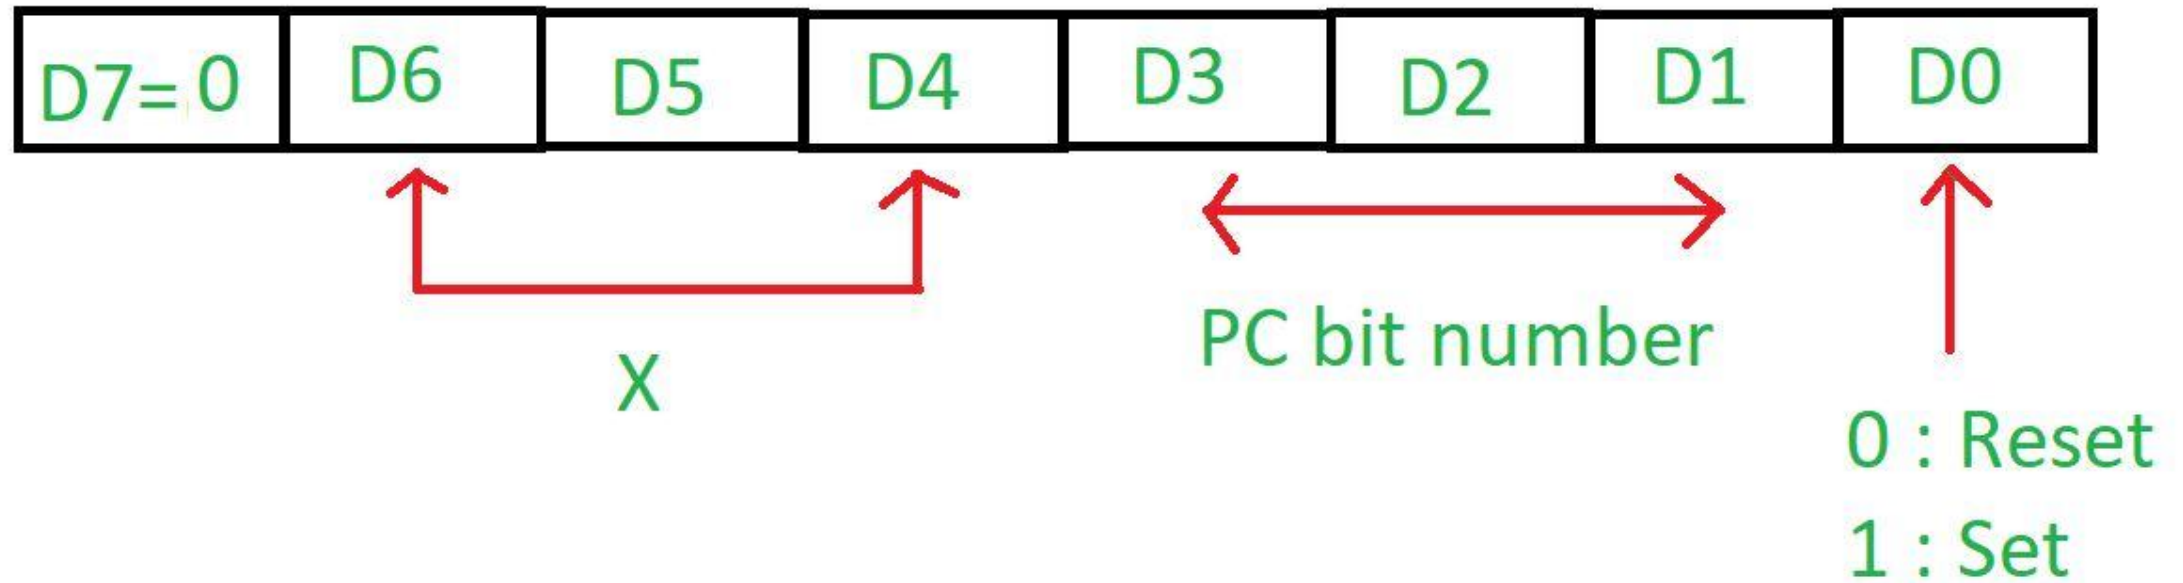 D7= 0 D6 D5 D4 D3 D2 D1 D0
X
PC bit number
0 : Reset
1 : Set